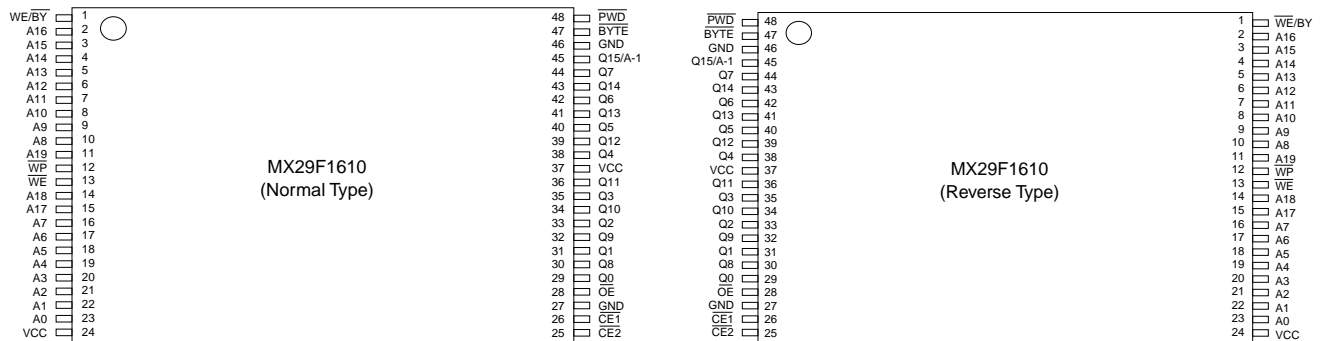 WE/BY 1 48 PWD
A16 2 47 BYTE
A15 3 46 GND
A14 4 45 Q15/A-1
A13 5 44 Q7
A12 6 43 Q14
A11 7 42 Q6
A10 8 41 Q13
A9 9 40 Q5
A8 10 39 Q12
A19 11 38 Q4
WP 12 MX29F1610 37 VCC
WE 13 36 Q11
A18 14 (Normal Type) 35 Q3
A17 15 34 Q10
A7 16 33 Q2
A6 17 32 Q9
A5 18 31 Q1
A4 19 30 Q8
A3 20 29 Q0
A2 21 28 OE
A1 22 27 GND
A0 23 26 CE1
VCC 24 25 CE2
PWD 48 1 WE/BY
BYTE 47 2 A16
GND 46 3 A15
Q15/A-1 45 4 A14
Q7 44 5 A13
Q14 43 6 A12
Q6 42 7 A11
Q13 41 8 A10
Q5 40 9 A9
Q12 39 10 A8
Q4 38 11 A19
VCC 37 MX29F1610 12 WP
Q11 36 13 WE
Q3 35 (Reverse Type) 14 A18
Q10 34 15 A17
Q2 33 16 A7
Q9 32 17 A6
Q1 31 18 A5
Q8 30 19 A4
Q0 29 20 A3
OE 28 21 A2
GND 27 22 A1
CE1 26 23 A0
CE2 25 24 VCC